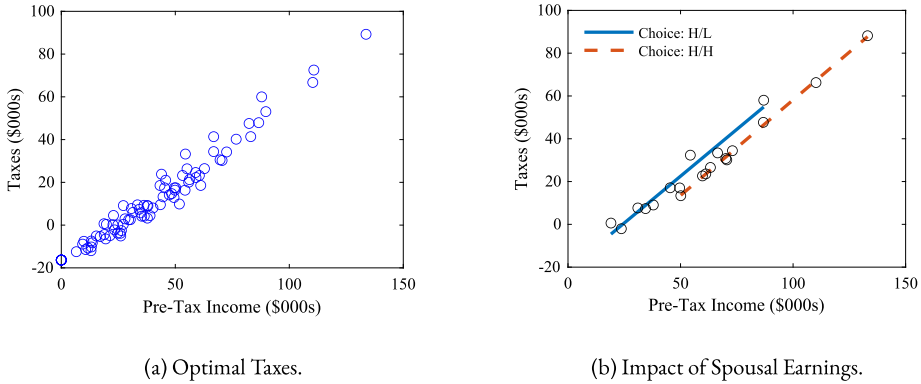 100
80
60
40
20
0
-20
0
50
100
150
Taxes ($000s)
Pre-Tax Income ($000s)
(a) Optimal Taxes.
100
80
60
40
20
0
-20
0
50
100
150
Taxes ($000s)
Choice: H/L
Choice: H/H
Pre-Tax Income ($000s)
(b) Impact of Spousal Earnings.